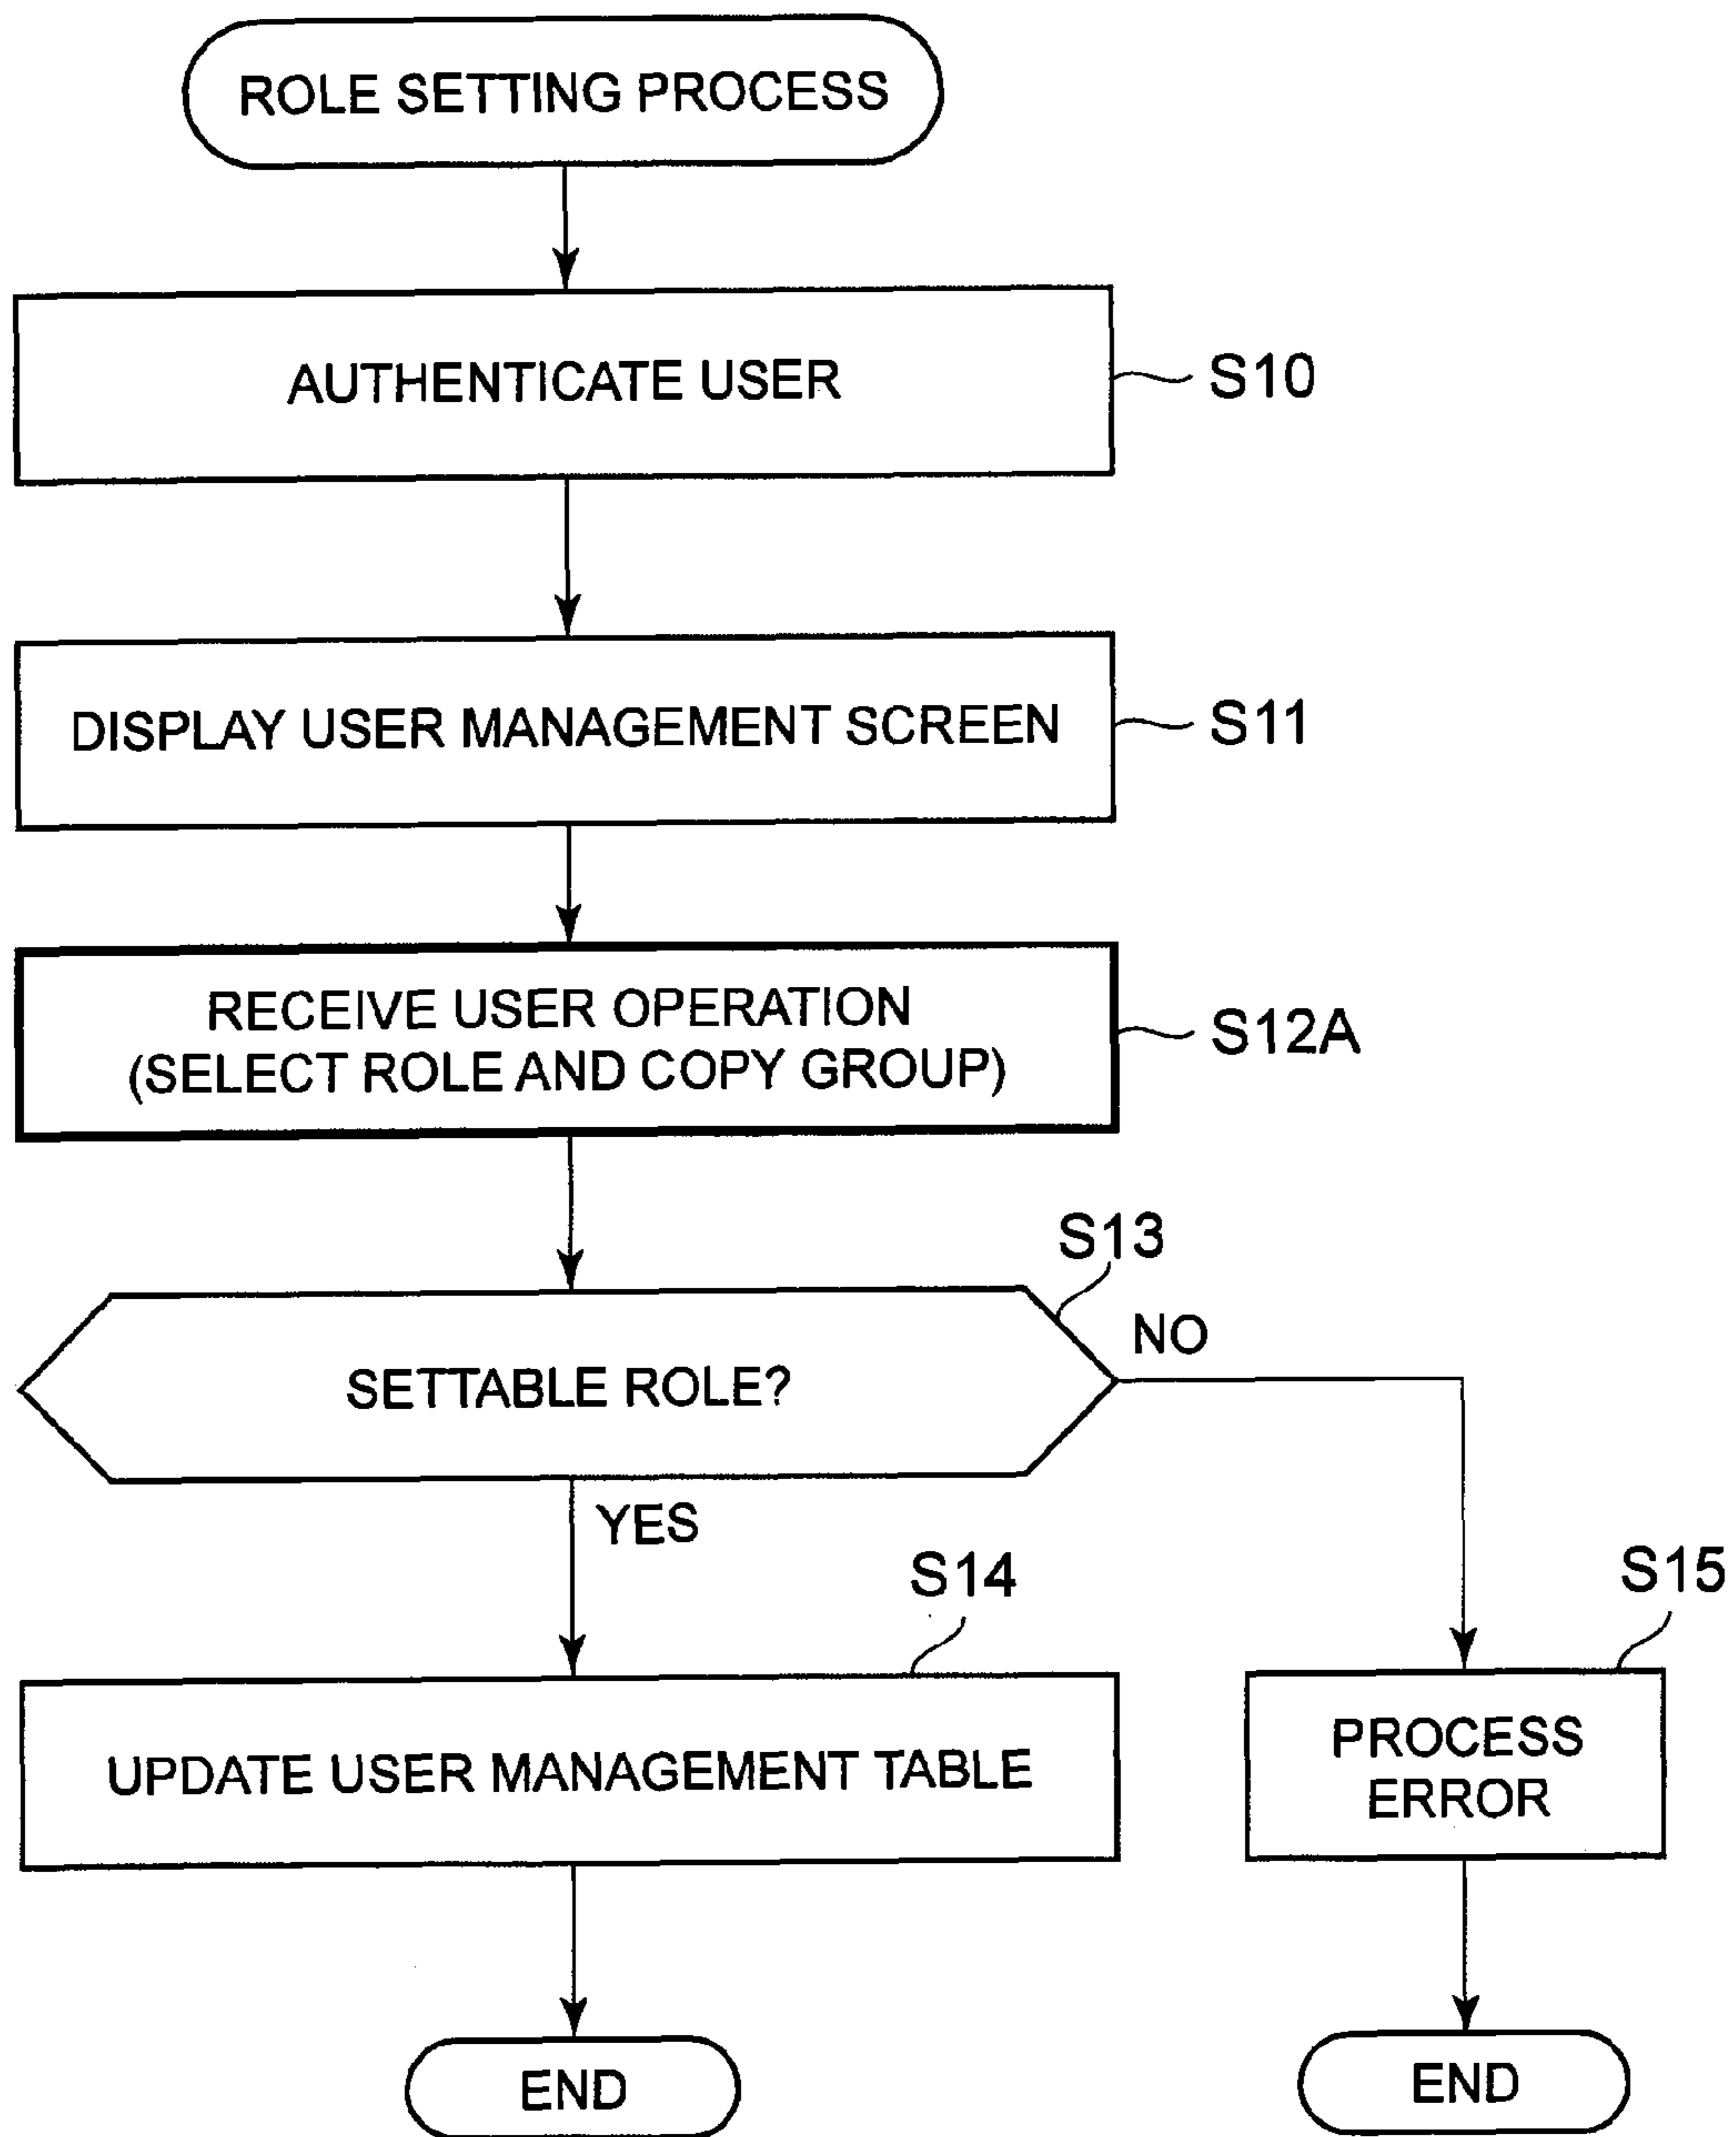 ROLE SETTING PROCESS
AUTHENTICATE USER
S10
DISPLAY USER MANAGEMENT SCREEN
S11
RECEIVE USER OPERATION
(SELECT ROLE AND COPY GROUP)
S12A
S13
SETTABLE ROLE?
NO
YES
S14
S15
UPDATE USER MANAGEMENT TABLE
PROCESS
ERROR
END
END